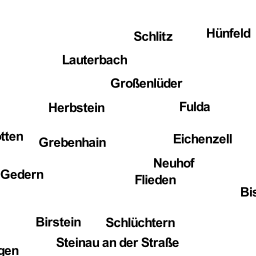 Hünfeld
Schlitz
Lauterbach
Großenlüder
Herbstein
Fulda
tten
Eichenzell
Grebenhain
Neuhof
Gedern
Flieden
Bis
Birstein
Schlüchtern
Steinau an der Straße
gen